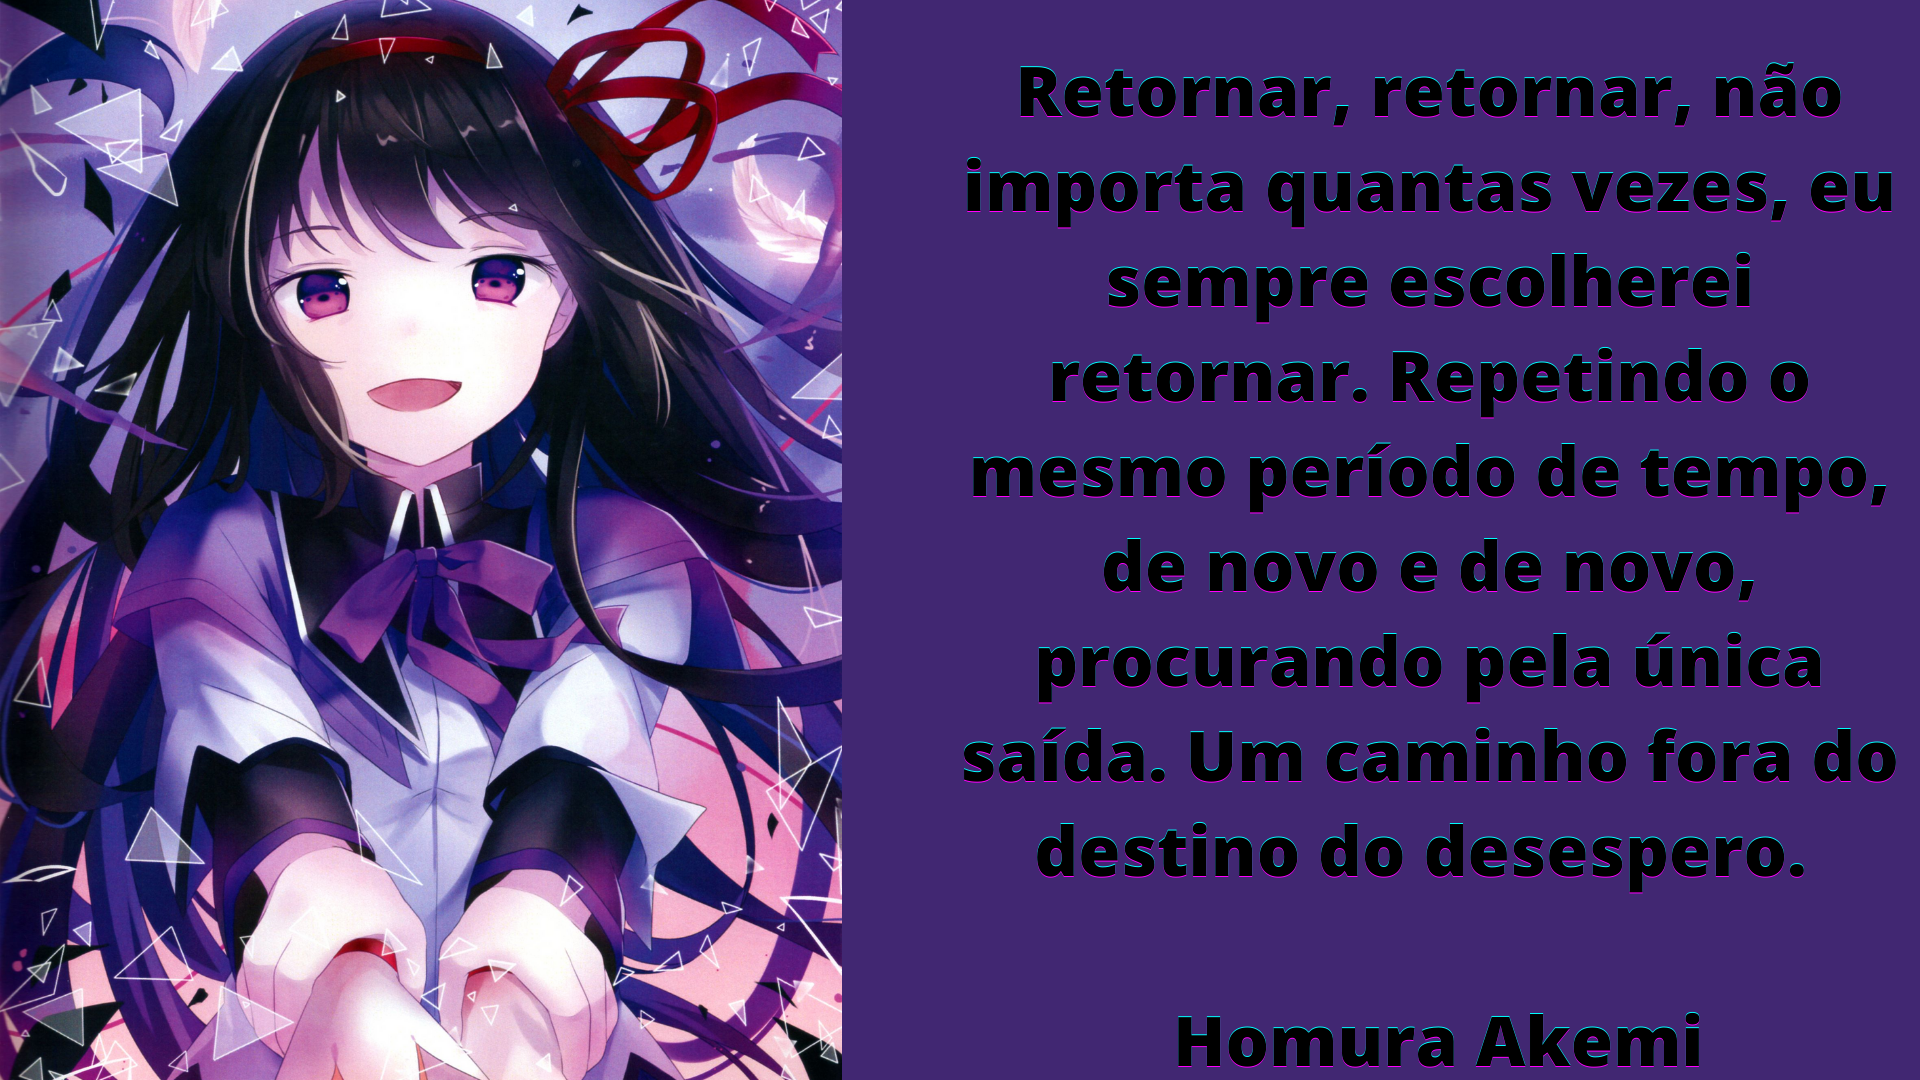 Retornar, retornar, não
importa quantas vezes, eu
sempre escolherei
retornar. Repetindo o
mesmo período de tempo,
de novo e de novo,
procurando pela única
saída. Um caminho fora do
destino do desespero.
Homura Akemi